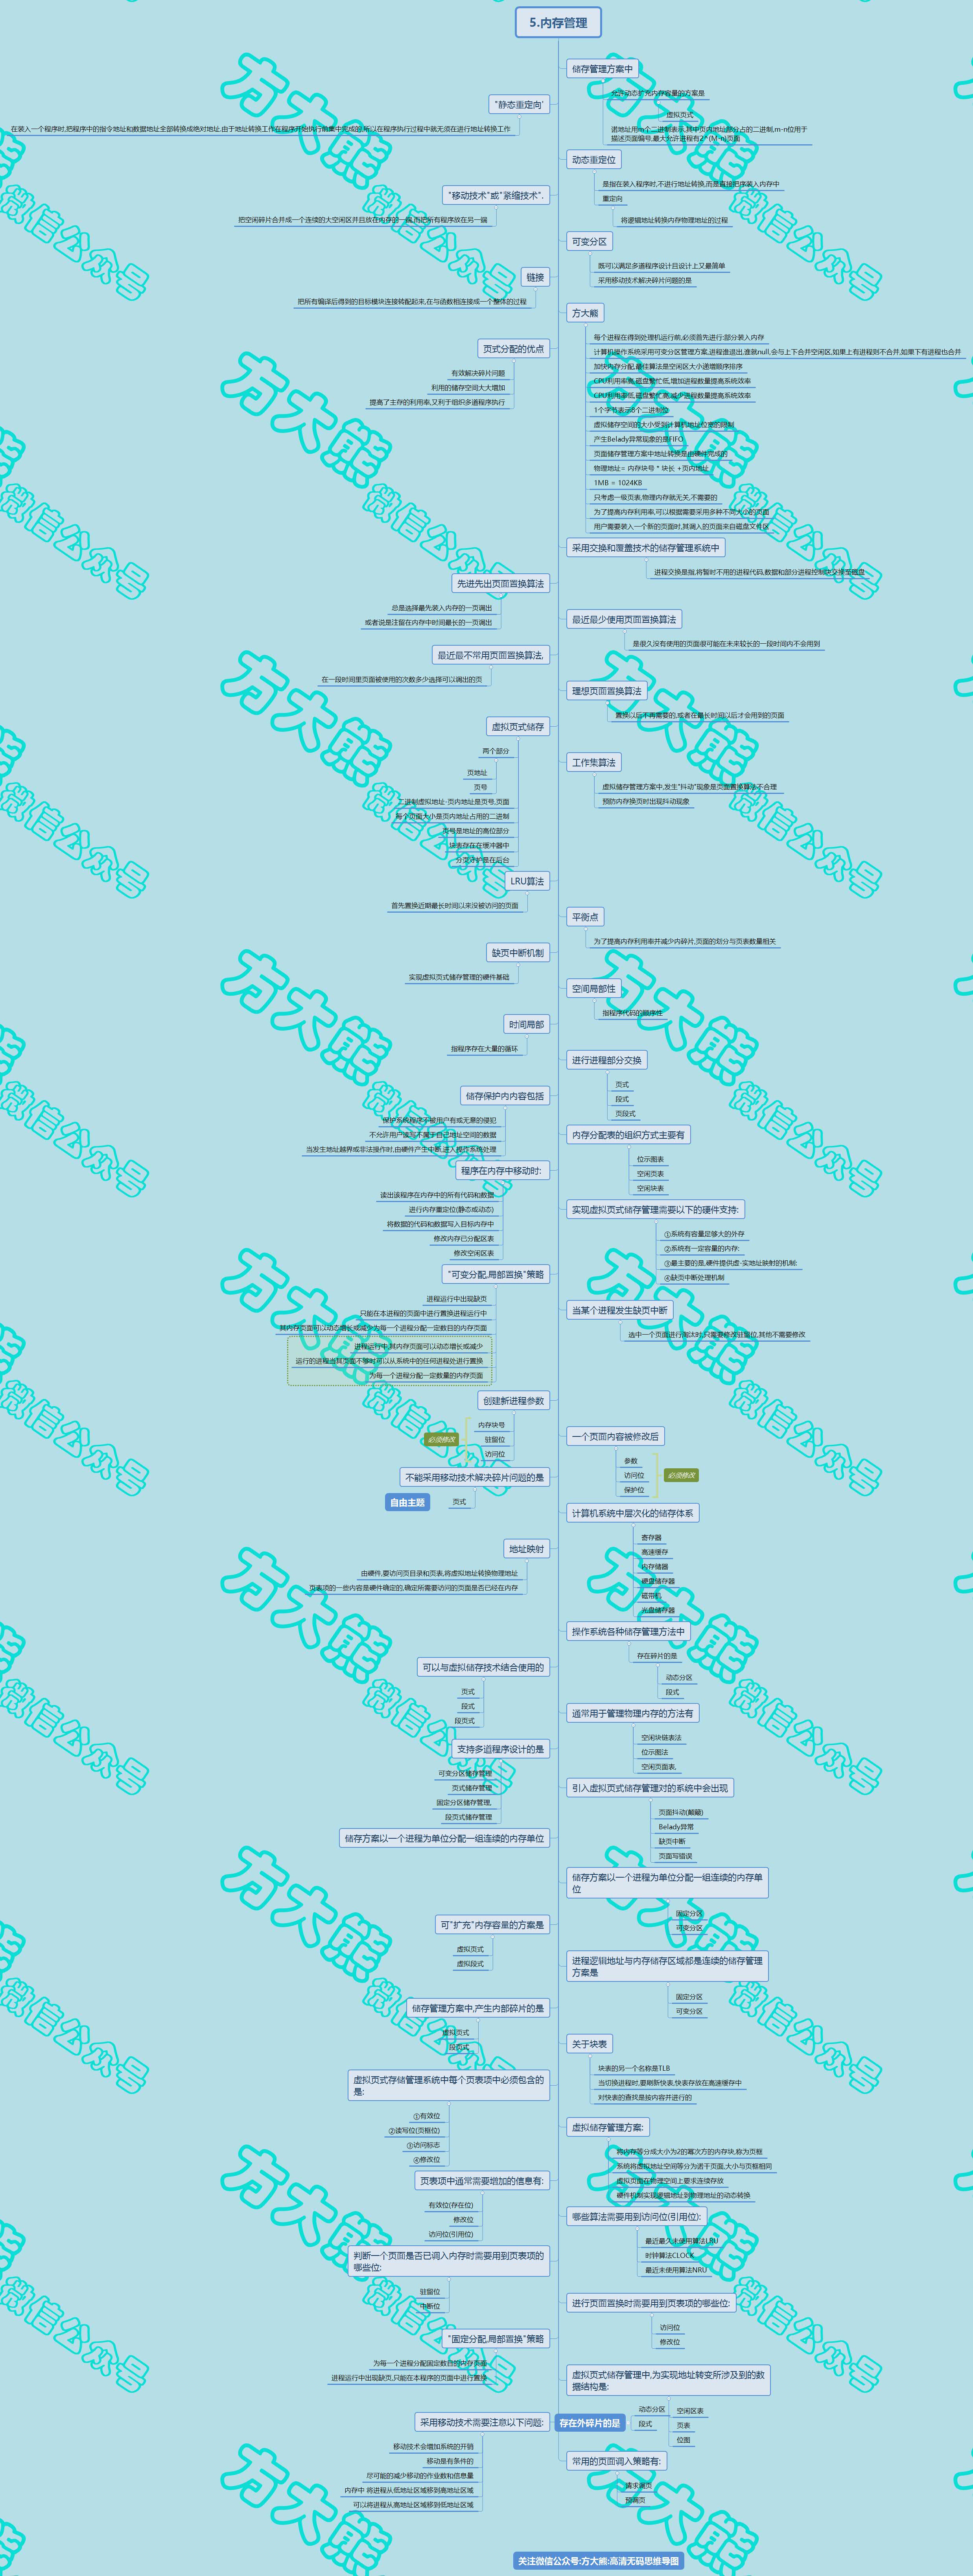 5.内存管理
储存管理方案中
允许动态扩充内存容量的方案是
虚拟页式
诺地址用m个二进制表示,其中页内地址部分占的二进制,m-n位用于
描述页面编号,最大允许进程有2^(M-n)页面
"静态重定向'
在装入一个程序时,把程序中的指令地址和数据地址全部转换成绝对地址.由于地址转换工作在程序开始执行前集中完成的,所以在程序执行过程中就无须在进行地址转换工作
动态重定位
是指在装入程序时,不进行地址转换,而是直接把序装入内存中
重定向
将逻辑地址转换内存物理地址的过程
"移动技术"或"紧缩技术".
把空闲碎片合并成一个连续的大空闲区并且放在内存的一端,而把所有程序放在另一端
可变分区
既可以满足多道程序设计且设计上又最简单
采用移动技术解决碎片问题的是
链接
把所有编译后得到的目标模块连接转配起来,在与函数相连接成一个整体的过程
方大熊
每个进程在得到处理机运行前,必须首先进行:部分装入内存
计算机操作系统采用可变分区管理方案,进程谁退出,谁就null,会与上下合并空闲区,如果上有进程则不合并,如果下有进程也合并
加快内存分配,最佳算法是空闲区大小递增顺序排序
CPU利用率高,磁盘繁忙低,增加进程数量提高系统效率
CPU利用率低,磁盘繁忙高,减少进程数量提高系统效率
1个字节表示8个二进制位
虚拟储存空间的大小受到计算机地址位宽的限制
产生Belady异常现象的是FIFO
页面储存管理方案中地址转换是由硬件完成的
物理地址= 内存块号 * 块长 +页内地址
1MB = 1024KB
只考虑一级页表,物理内存就无关,不需要的
为了提高内存利用率,可以根据需要采用多种不同大小的页面
用户需要装入一个新的页面时,其调入的页面来自磁盘文件区
页式分配的优点
有效解决碎片问题
利用的储存空间大大增加
提高了主存的利用率,又利于组织多道程序执行
采用交换和覆盖技术的储存管理系统中
进程交换是指,将暂时不用的进程代码,数据和部分进程控制块交换至磁盘
先进先出页面置换算法
总是选择最先装入内存的一页调出
或者说是注留在内存中时间最长的一页调出
最近最少使用页面置换算法
是很久没有使用的页面很可能在未来较长的一段时间内不会用到
最近最不常用页面置换算法,
在一段时间里页面被使用的次数多少选择可以调出的页
理想页面置换算法
置换以后不再需要的,或者在最长时间以后才会用到的页面
虚拟页式储存
两个部分
页地址
页号
二进制虚拟地址-页内地址是页号,页面
每个页面大小是页内地址占用的二进制
页号是地址的高位部分
块表存在在缓冲器中
分页守护是在后台
工作集算法
虚拟储存管理方案中,发生"抖动"现象是页面置换算法不合理
预防内存换页时出现抖动现象
LRU算法
首先置换近期最长时间以来没被访问的页面
平衡点
为了提高内存利用率并减少内碎片,页面的划分与页表数量相关
缺页中断机制
实现虚拟页式储存管理的硬件基础
空间局部性
指程序代码的顺序性
时间局部
指程序存在大量的循环
进行进程部分交换
页式
段式
页段式
储存保护内内容包括
保护系统程序不被用户有或无意的侵犯
不允许用户读写不属于自己地址空间的数据
当发生地址越界或非法操作时,由硬件产生中断,进入操作系统处理
内存分配表的组织方式主要有
位示图表
空闲页表
空闲块表
程序在内存中移动时:
读出该程序在内存中的所有代码和数据
进行内存重定位(静态或动态)
将数据的代码和数据写入目标内存中
修改内存已分配区表
修改空闲区表
实现虚拟页式储存管理需要以下的硬件支持:
①系统有容量足够大的外存
②系统有一定容量的内存:
③最主要的是,硬件提供虚-实地址映射的机制:
④缺页中断处理机制
"可变分配,局部置换"策略
进程运行中出现缺页
只能在本进程的页面中进行置换进程运行中
其内存页面可以动态增长或减少为每一个进程分配一定数目的内存页面
进程运行中,其内存页面可以动态增长或减少
运行的进程当其页面不够时可以从系统中的任何进程处进行置换
为每一个进程分配一定数量的内存页面
当某个进程发生缺页中断
选中一个页面进行淘汰时,只需要修改驻留位,其他不需要修改
创建新进程参数
内存块号
驻留位
访问位
必须修改
一个页面内容被修改后
参数
访问位
保护位
必须修改
不能采用移动技术解决碎片问题的是
页式
自由主题
计算机系统中层次化的储存体系
寄存器
高速缓存
内存储器
硬盘储存器
磁带机
光盘储存器
地址映射
由硬件,要访问页目录和页表,将虚拟地址转换物理地址
页表项的一些内容是硬件确定的,确定所需要访问的页面是否已经在内存
操作系统各种储存管理方法中
存在碎片的是
动态分区
段式
可以与虚拟储存技术结合使用的
页式
段式
段页式
通常用于管理物理内存的方法有
空闲块链表法
位示图法
空闲页面表,
支持多道程序设计的是
可变分区储存管理
页式储存管理
固定分区储存管理,
段页式储存管理
引入虚拟页式储存管理对的系统中会出现
页面抖动(颠簸)
Belady异常
缺页中断
页面写错误
储存方案以一个进程为单位分配一组连续的内存单位
储存方案以一个进程为单位分配一组连续的内存单
位
固定分区
可变分区
可"扩充"内存容量的方案是
虚拟页式
虚拟段式
进程逻辑地址与内存储存区域都是连续的储存管理
方案是
固定分区
可变分区
储存管理方案中,产生内部碎片的是
虚拟页式
段页式
关于块表
块表的另一个名称是TLB
当切换进程时,要刷新快表,快表存放在高速缓存中
对快表的查找是按内容并进行的
虚拟页式存储管理系统中每个页表项中必须包含的
是:
①有效位
②读写位(页框位)
③访问标志
④修改位
虚拟储存管理方案:
将内存等分成大小为2的幂次方的内存块,称为页框
系统将虚拟地址空间等分为诺干页面,大小与页框相同
虚拟页面在物理空间上要求连续存放
硬件机制实现逻辑地址到物理地址的动态转换
页表项中通常需要增加的信息有:
有效位(存在位)
修改位
访问位(引用位)
哪些算法需要用到访问位(引用位):
最近最久未使用算法LRU
时钟算法CLOCK
最近未使用算法NRU
判断一个页面是否已调入内存时需要用到页表项的
哪些位:
驻留位
中断位
进行页面置换时需要用到页表项的哪些位:
访问位
修改位
"固定分配,局部置换"策略
为每一个进程分配固定数目的内存页面
进程运行中出现缺页,只能在本程序的页面中进行置换
虚拟页式储存管理中,为实现地址转变所涉及到的数
据结构是:
空闲区表
页表
位图
存在外碎片的是
动态分区
段式
采用移动技术需要注意以下问题:
移动技术会增加系统的开销
移动是有条件的
尽可能的减少移动的作业数和信息量
内存中 将进程从低地址区域移到高地址区域
可以将进程从高地址区域移到低地址区域
常用的页面调入策略有:
请求调页
预调页
关注微信公众号:方大熊:高清无码思维导图
方大熊
微信公众号